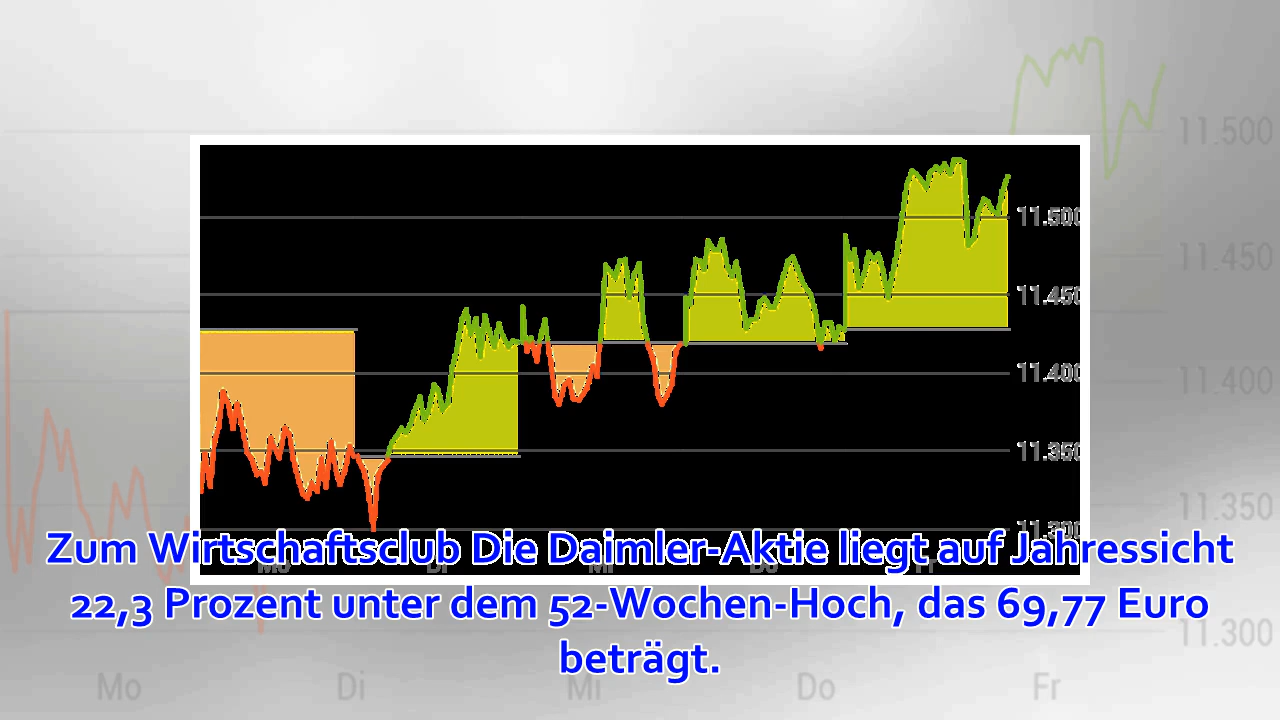 11.500
11.500
11.450
11.450
11.400
11.400
11.350
11.350
11.300
Zum Wirtschaftsclub Die Daimler-Aktie liegt auf Jahressicht
22,3 Prozent unter dem 52-Wochen-Hoch, das 69,77 Euro
11.300
beträgt.
Mo Di Mi Do Fr